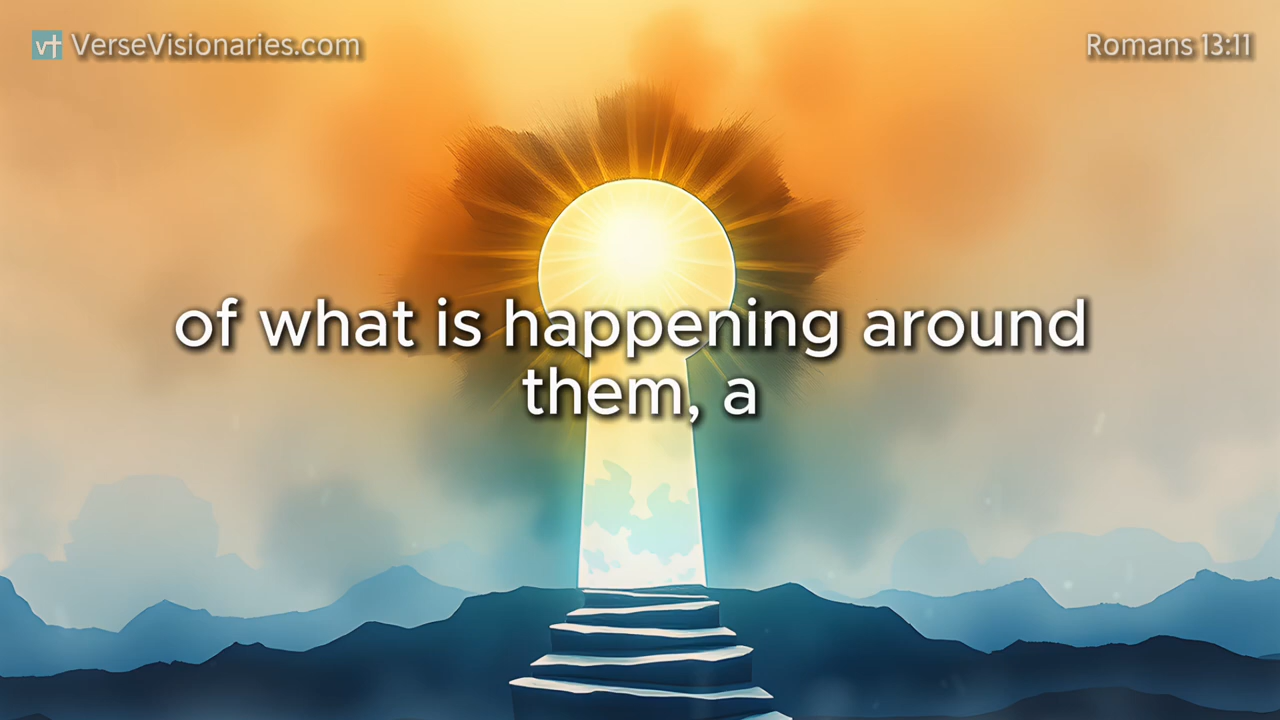 VerseVisionaries.com
Romans 13:11
of what is happening around
them, a